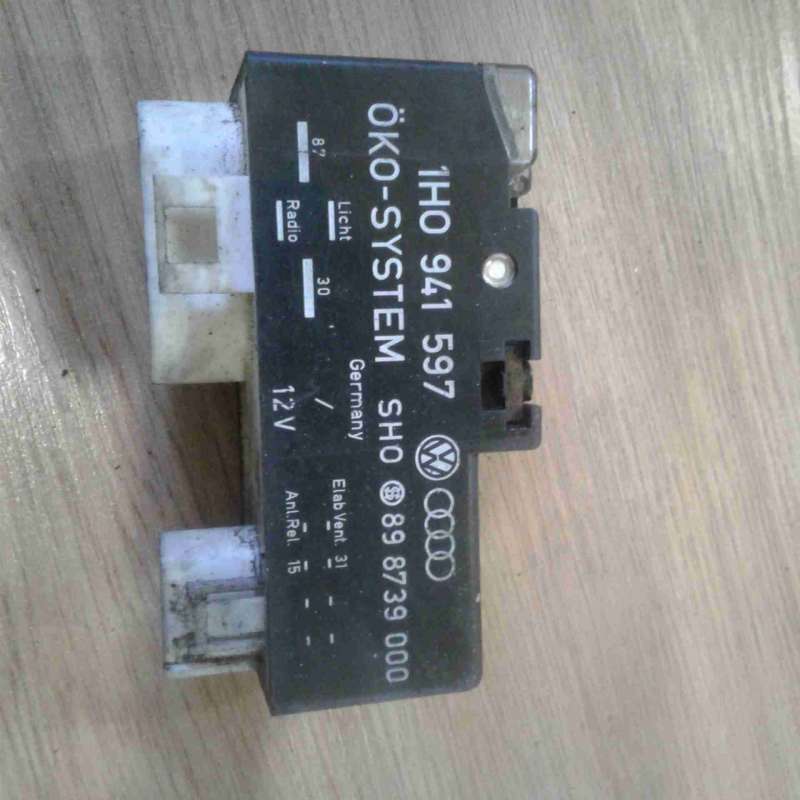 1H0 941 597
ÖKO-SYSTEM SHO 89 8739 000
Germany
87
Licht
30
Radio
/
12V
Elab Vent. 31
Anl.Rel. 15